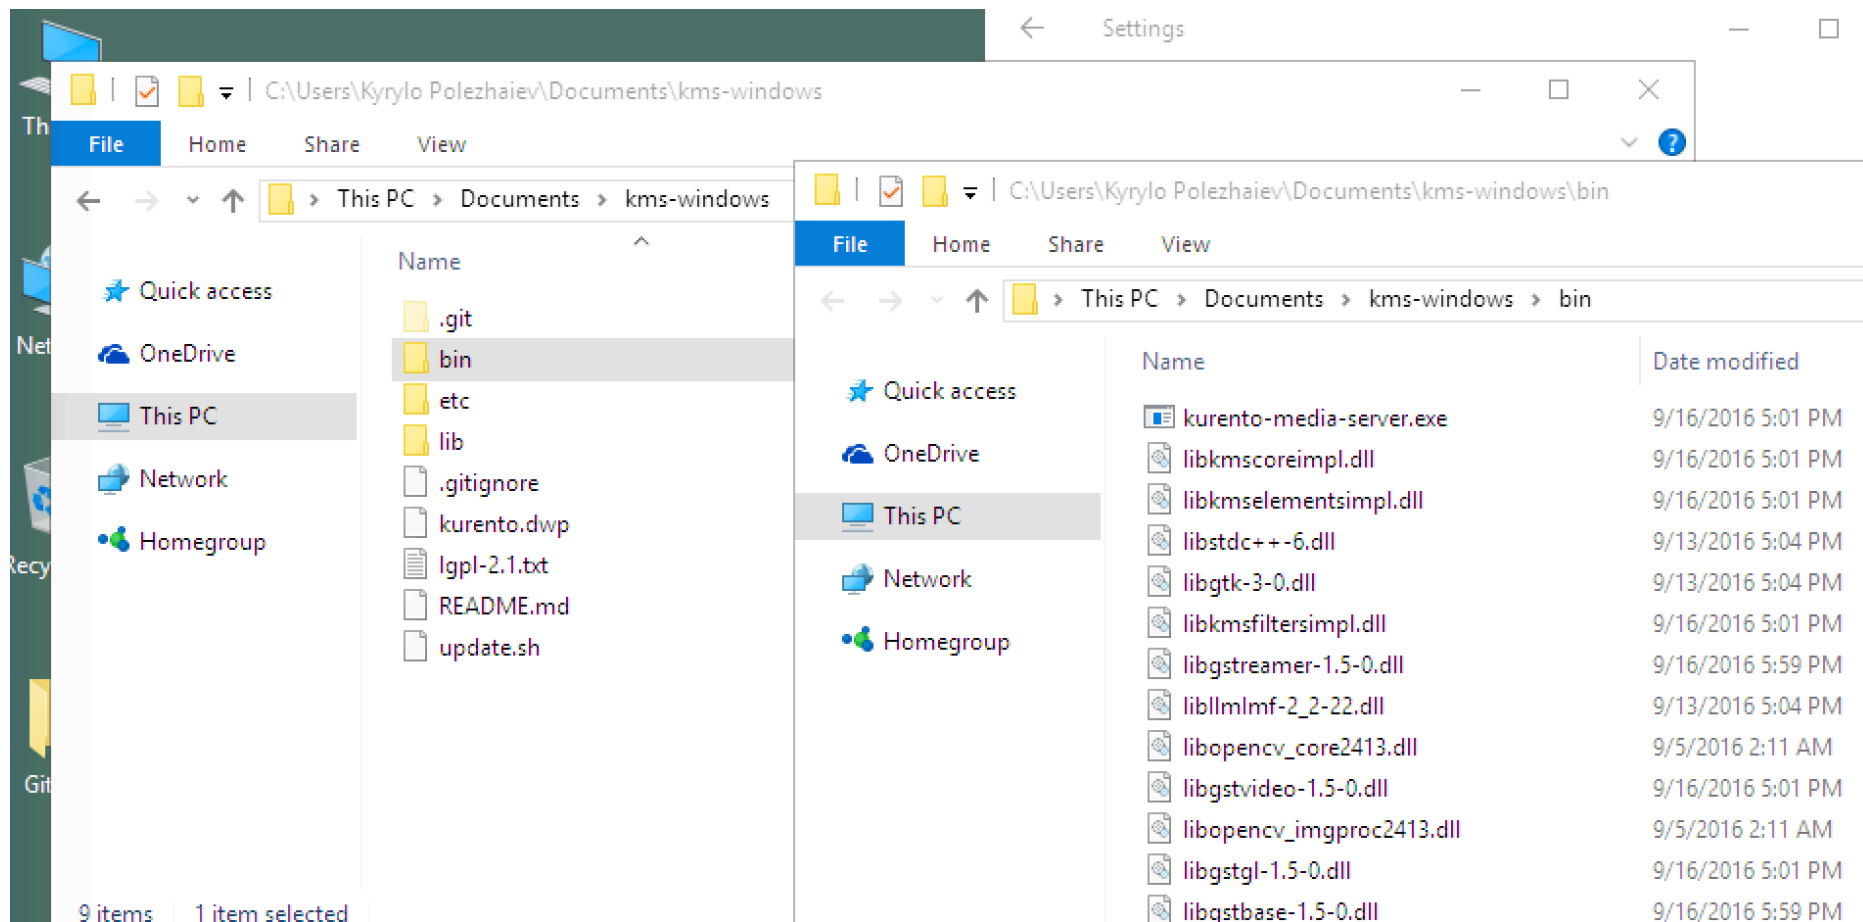 Settings
Th
Net
Recy
Git
C:\Users\Kyrylo Polezhaiev\Documents\kms-windows
File Home Share View
This PC > Documents > kms-windows
Name
Quick access
OneDrive
This PC
Network
Homegroup
.git
bin
etc
lib
.gitignore
kurento.dwp
lgpl-2.1.txt
README.md
update.sh
9 items 1 item selected
C:\Users\Kyrylo Polezhaiev\Documents\kms-windows\bin
File Home Share View
This PC > Documents > kms-windows > bin
Quick access
OneDrive
This PC
Network
Homegroup
Name Date modified
kurento-media-server.exe 9/16/2016 5:01 PM
libkmscoreimpl.dll 9/16/2016 5:01 PM
libkmselementsimpl.dll 9/16/2016 5:01 PM
libstdc++-6.dll 9/13/2016 5:04 PM
libgtk-3-0.dll 9/13/2016 5:04 PM
libkmsfiltersimpl.dll 9/16/2016 5:01 PM
libgstreamer-1.5-0.dll 9/16/2016 5:59 PM
libllmlmf-2_2-22.dll 9/13/2016 5:04 PM
libopencv_core2413.dll 9/5/2016 2:11 AM
libgstvideo-1.5-0.dll 9/16/2016 5:01 PM
libopencv_imgproc2413.dll 9/5/2016 2:11 AM
libgstgl-1.5-0.dll 9/16/2016 5:01 PM
libgstbase-1.5-0.dll 9/16/2016 5:59 PM